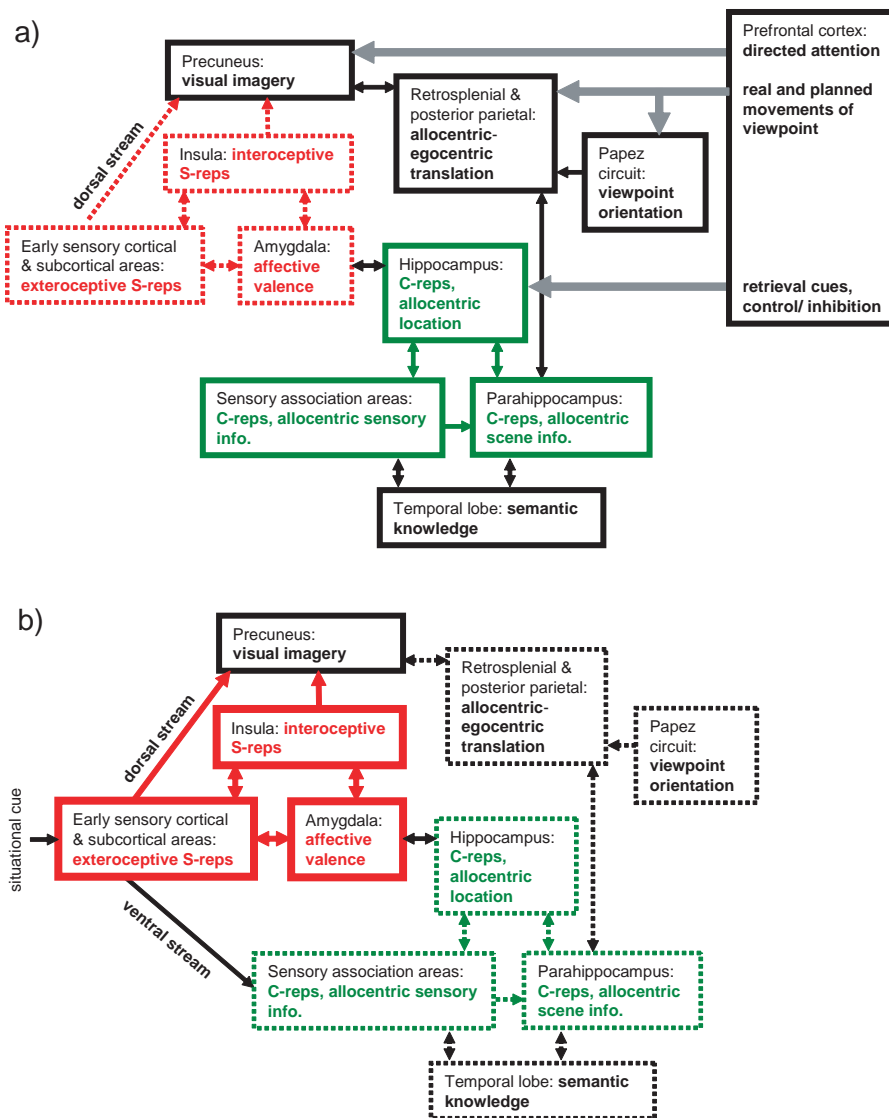 a)
Precuneus:
visual imagery
Prefrontal cortex:
directed attention
real and planned
movements of
viewpoint
retrieval cues,
control/ inhibition
Retrosplenial &
posterior parietal:
allocentric-
egocentric
translation
Papez
circuit:
viewpoint
orientation
dorsal stream
Insula: interoceptive
S-reps
Early sensory cortical
& subcortical areas:
exteroceptive S-reps
Amygdala:
affective
valence
Hippocampus:
C-reps,
allocentric
location
Sensory association areas:
C-reps, allocentric sensory
info.
Parahippocampus:
C-reps, allocentric
scene info.
Temporal lobe: semantic
knowledge
b)
Precuneus:
visual imagery
Retrosplenial &
posterior parietal:
allocentric-
egocentric
translation
Papez
circuit:
viewpoint
orientation
dorsal stream
Insula: interoceptive
S-reps
situational cue
Early sensory cortical
& subcortical areas:
exteroceptive S-reps
Amygdala:
affective
valence
Hippocampus:
C-reps,
allocentric
location
ventral stream
Sensory association areas:
C-reps, allocentric sensory
info.
Parahippocampus:
C-reps, allocentric
scene info.
Temporal lobe: semantic
knowledge